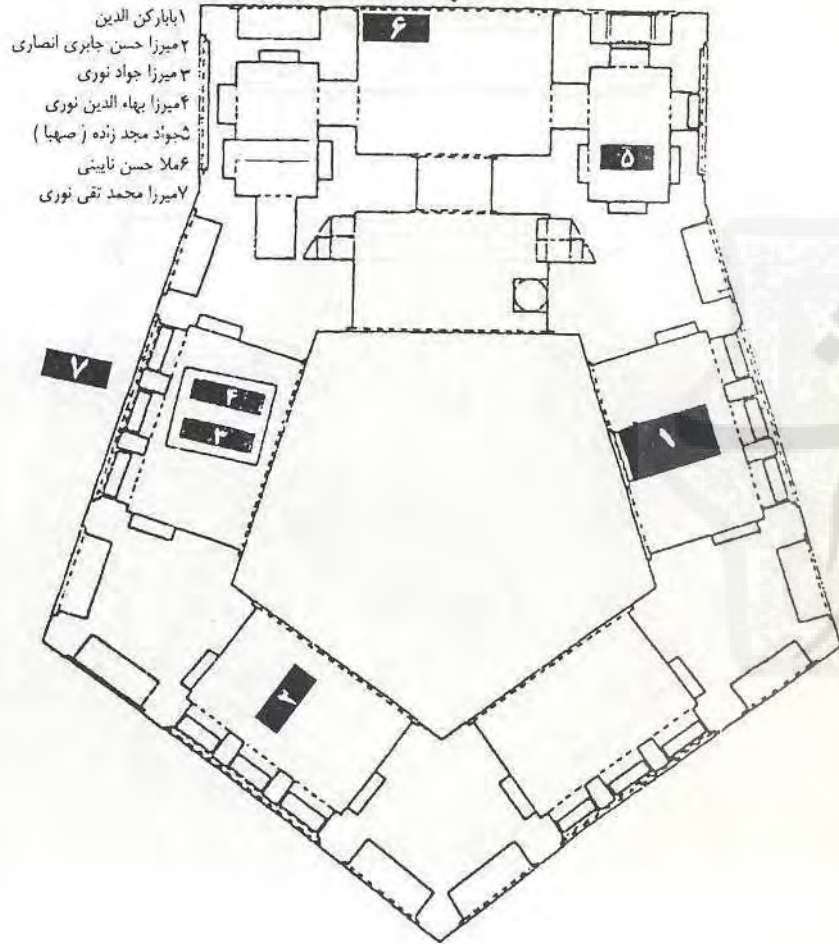 ۱بابارکن الدین
۲میرزا حسن جابری انصاری
۳میرزا جواد نوری
۴میرزا بهاء الدین نوری
۵جواد مجد زاده ( صهبا )
۶ملا حسن نایینی
۷میرزا محمد تقی نوری
۶
۵
۷
۴
۳
۱
۲